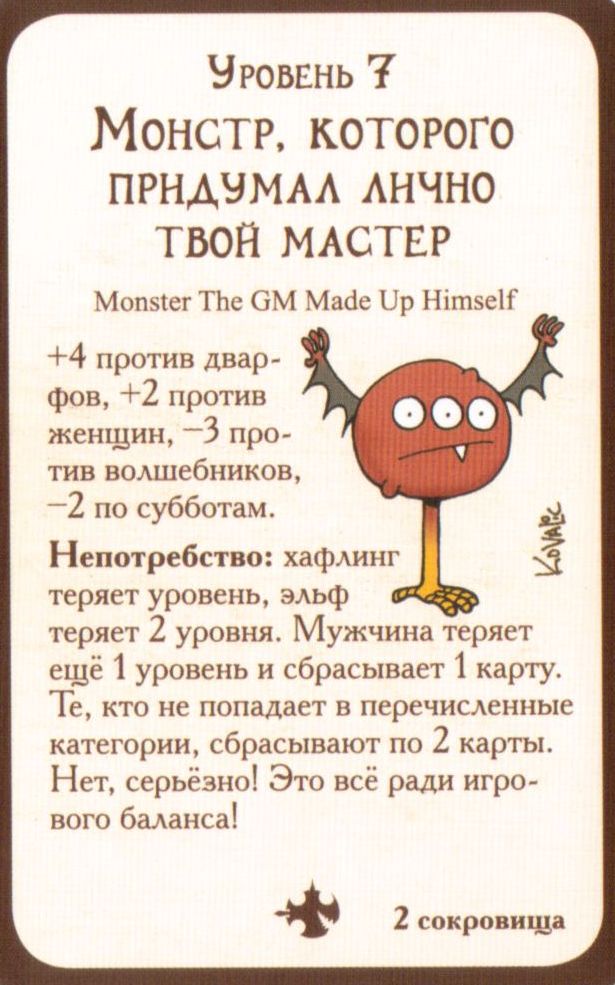 Уровень 7
Монстр, которого
придумал лично
твой мастер
Monster The GM Made Up Himself
+4 против двар-
фов, +2 против
женщин, −3 про-
тив волшебников,
−2 по субботам.
Непотребство: хафлинг
теряет уровень, эльф
теряет 2 уровня. Мужчина теряет
ещё 1 уровень и сбрасывает 1 карту.
Те, кто не попадает в перечисленные
категории, сбрасывают по 2 карты.
Нет, серьёзно! Это всё ради игро-
вого баланса!
Kovalic
2 сокровища